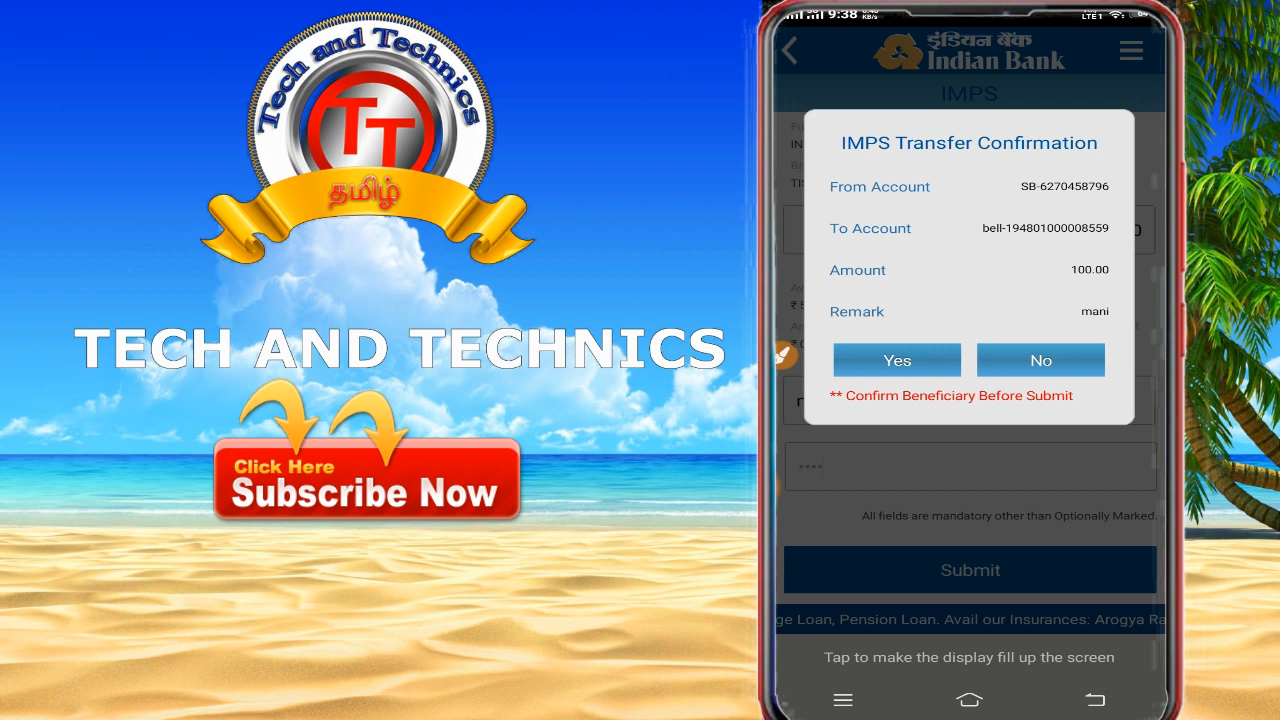 Tech and Technics
TT
தமிழ்
TECH AND TECHNICS
Click Here
Subscribe Now
9:38
KB/s
LTE1
इंडियन बैंक
Indian Bank
IMPS
IMPS Transfer Confirmation
From Account SB-6270458796
To Account bell-194801000008559
Amount 100.00
Remark mani
Yes No
** Confirm Beneficiary Before Submit
All fields are mandatory other than Optionally Marked.
Submit
ge Loan, Pension Loan. Avail our Insurances: Arogya Ra
Tap to make the display fill up the screen